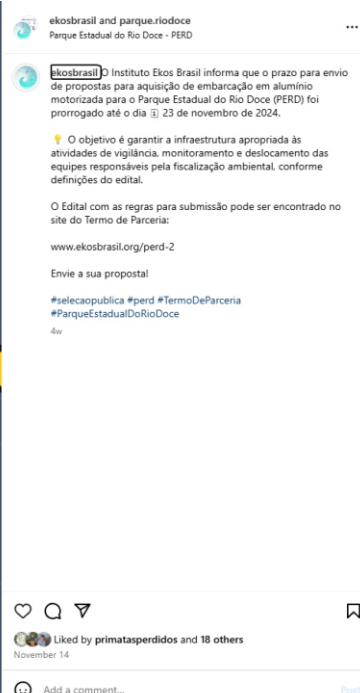 ekosbrasil and parque.riodoce
Parque Estadual do Rio Doce - PERD
ekosbrasil O Instituto Ekos Brasil informa que o prazo para envio
de propostas para aquisição de embarcação em alumínio
motorizada para o Parque Estadual do Rio Doce (PERD) foi
prorrogado até o dia 🗓 23 de novembro de 2024.
💡 O objetivo é garantir a infraestrutura apropriada às
atividades de vigilância, monitoramento e deslocamento das
equipes responsáveis pela fiscalização ambiental, conforme
definições do edital.
O Edital com as regras para submissão pode ser encontrado no
site do Termo de Parceria:
www.ekosbrasil.org/perd-2
Envie a sua proposta!
#selecaopublica #perd #TermoDeParceria
#ParqueEstadualDoRioDoce
4w
Liked by primatasperdidos and 18 others
November 14
Add a comment...
Post